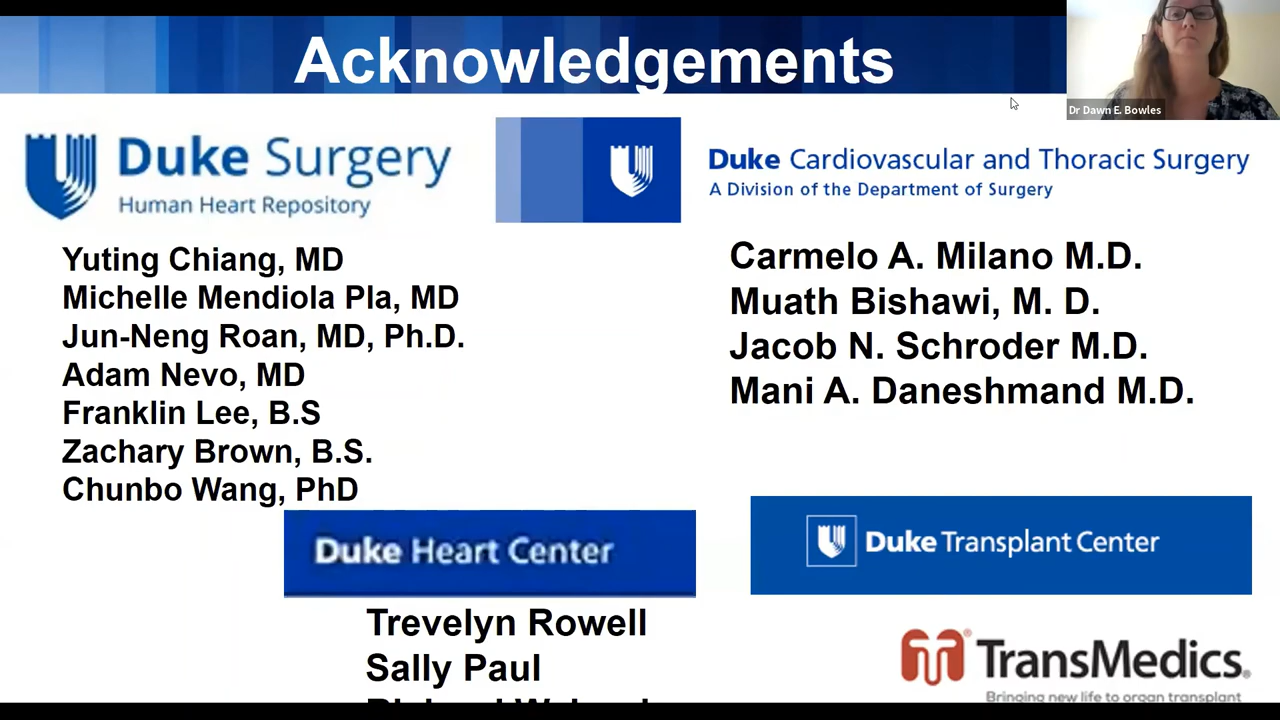 Acknowledgements
Dr Dawn E. Bowles
Duke Surgery
Human Heart Repository
Duke Cardiovascular and Thoracic Surgery
A Division of the Department of Surgery
Yuting Chiang, MD
Michelle Mendiola Pla, MD
Jun-Neng Roan, MD, Ph.D.
Adam Nevo, MD
Franklin Lee, B.S
Zachary Brown, B.S.
Chunbo Wang, PhD
Carmelo A. Milano M.D.
Muath Bishawi, M. D.
Jacob N. Schroder M.D.
Mani A. Daneshmand M.D.
Duke Heart Center
Trevelyn Rowell
Sally Paul
Duke Transplant Center
TransMedics®
Bringing new life to organ transplant